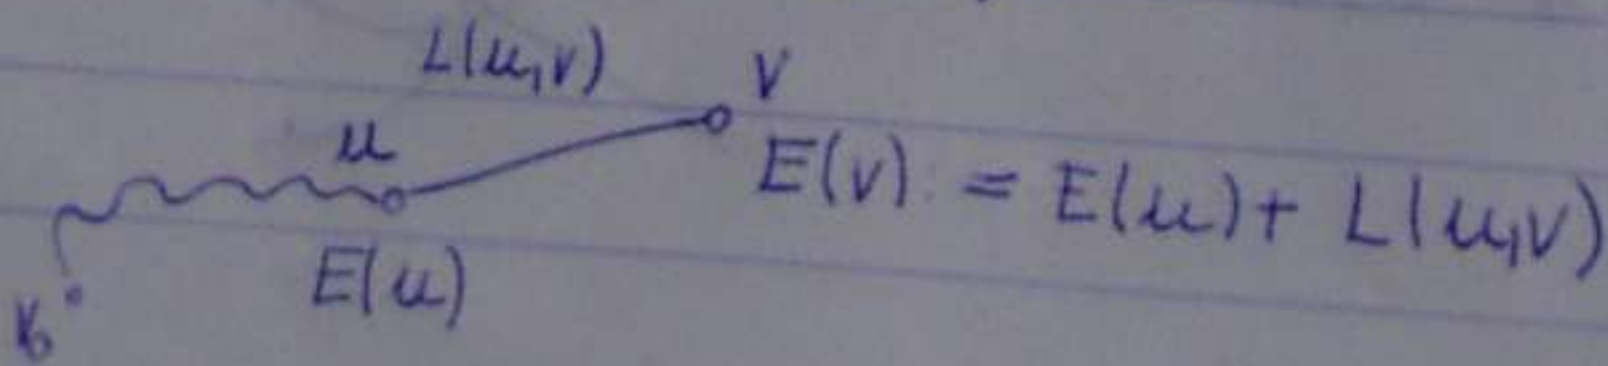 L(u,v) v
u
E(v) = E(u) + L(u,v)
E(u)
v₀